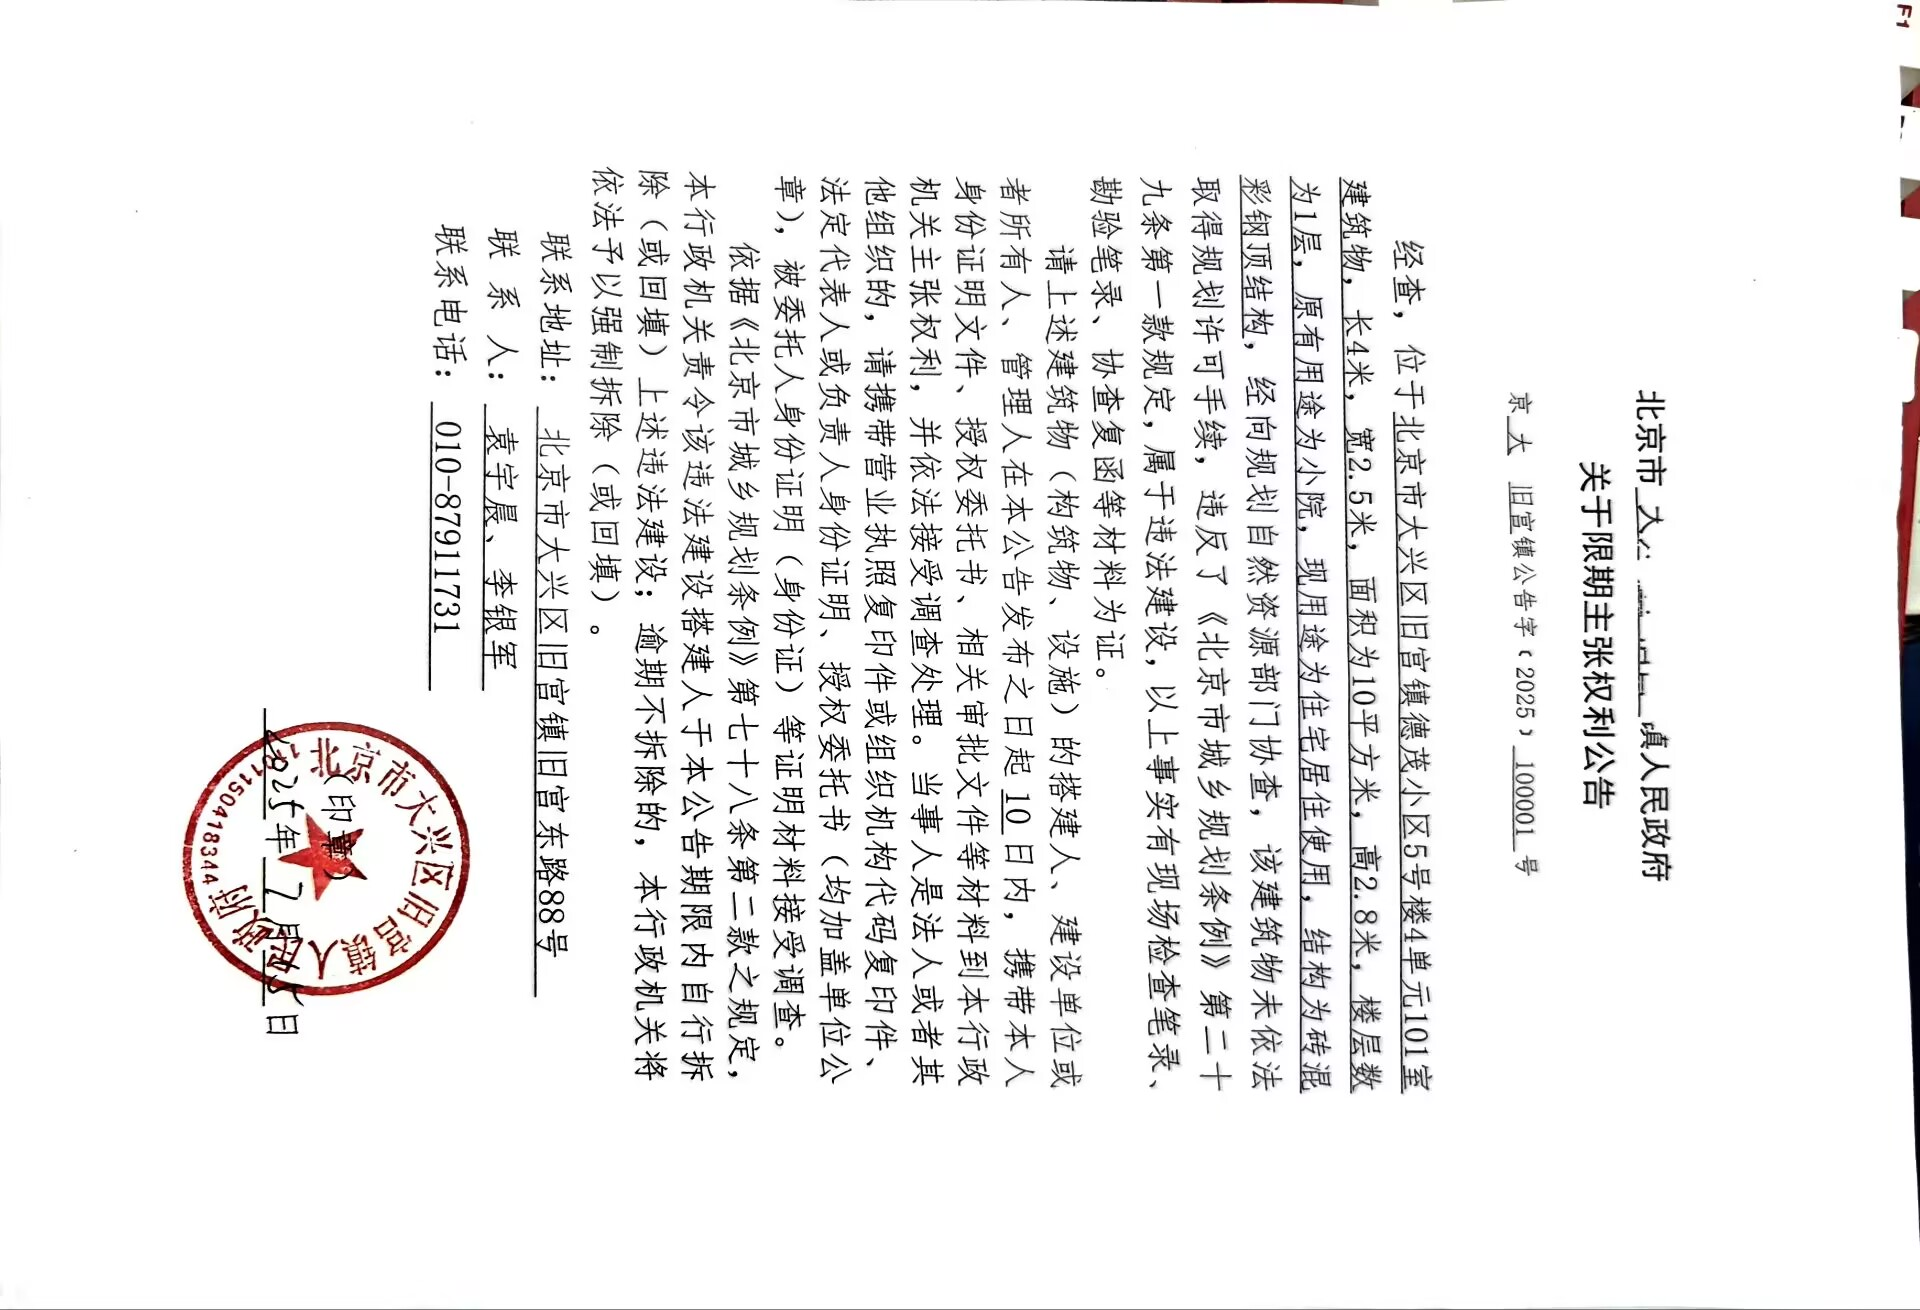 北京市大 镇人民政府
关于限期主张权利公告
京 大 旧宫镇公告字〔2025〕100001 号
经查，位于北京市大兴区旧宫镇德茂小区5号楼4单元101室
建筑物，长4米，宽2.5米，面积为10平方米，高2.8米，楼层数
为1层，原有用途为小院，现用途为住宅居住使用，结构为砖混
彩钢顶结构，经向规划自然资源部门协查，该建筑物未依法
取得规划许可手续，违反了《北京市城乡规划条例》第二十
九条第一款规定，属于违法建设，以上事实有现场检查笔录、
勘验笔录、协查复函等材料为证。
请上述建筑物（构筑物、设施）的搭建人、建设单位或
者所有人、管理人在本公告发布之日起 10 日内，携带本人
身份证明文件、授权委托书、相关审批文件等材料到本行政
机关主张权利，并依法接受调查处理。当事人是法人或者其
他组织的，请携带营业执照复印件或组织机构代码复印件、
法定代表人或负责人身份证明、授权委托书（均加盖单位公
章），被委托人身份证明（身份证）等证明材料接受调查。
依据《北京市城乡规划条例》第七十八条第二款之规定，
本行政机关责令该违法建设搭建人于本公告期限内自行拆
除（或回填）上述违法建设；逾期不拆除的，本行政机关将
依法予以强制拆除（或回填）。
联系地址：北京市大兴区旧宫镇旧宫东路88号
联 系 人：袁宇晨、李银军
联系电话：010-87911731
（印章）
2025年 7 月 15 日
北京市大兴区旧宫镇人民政府
F1